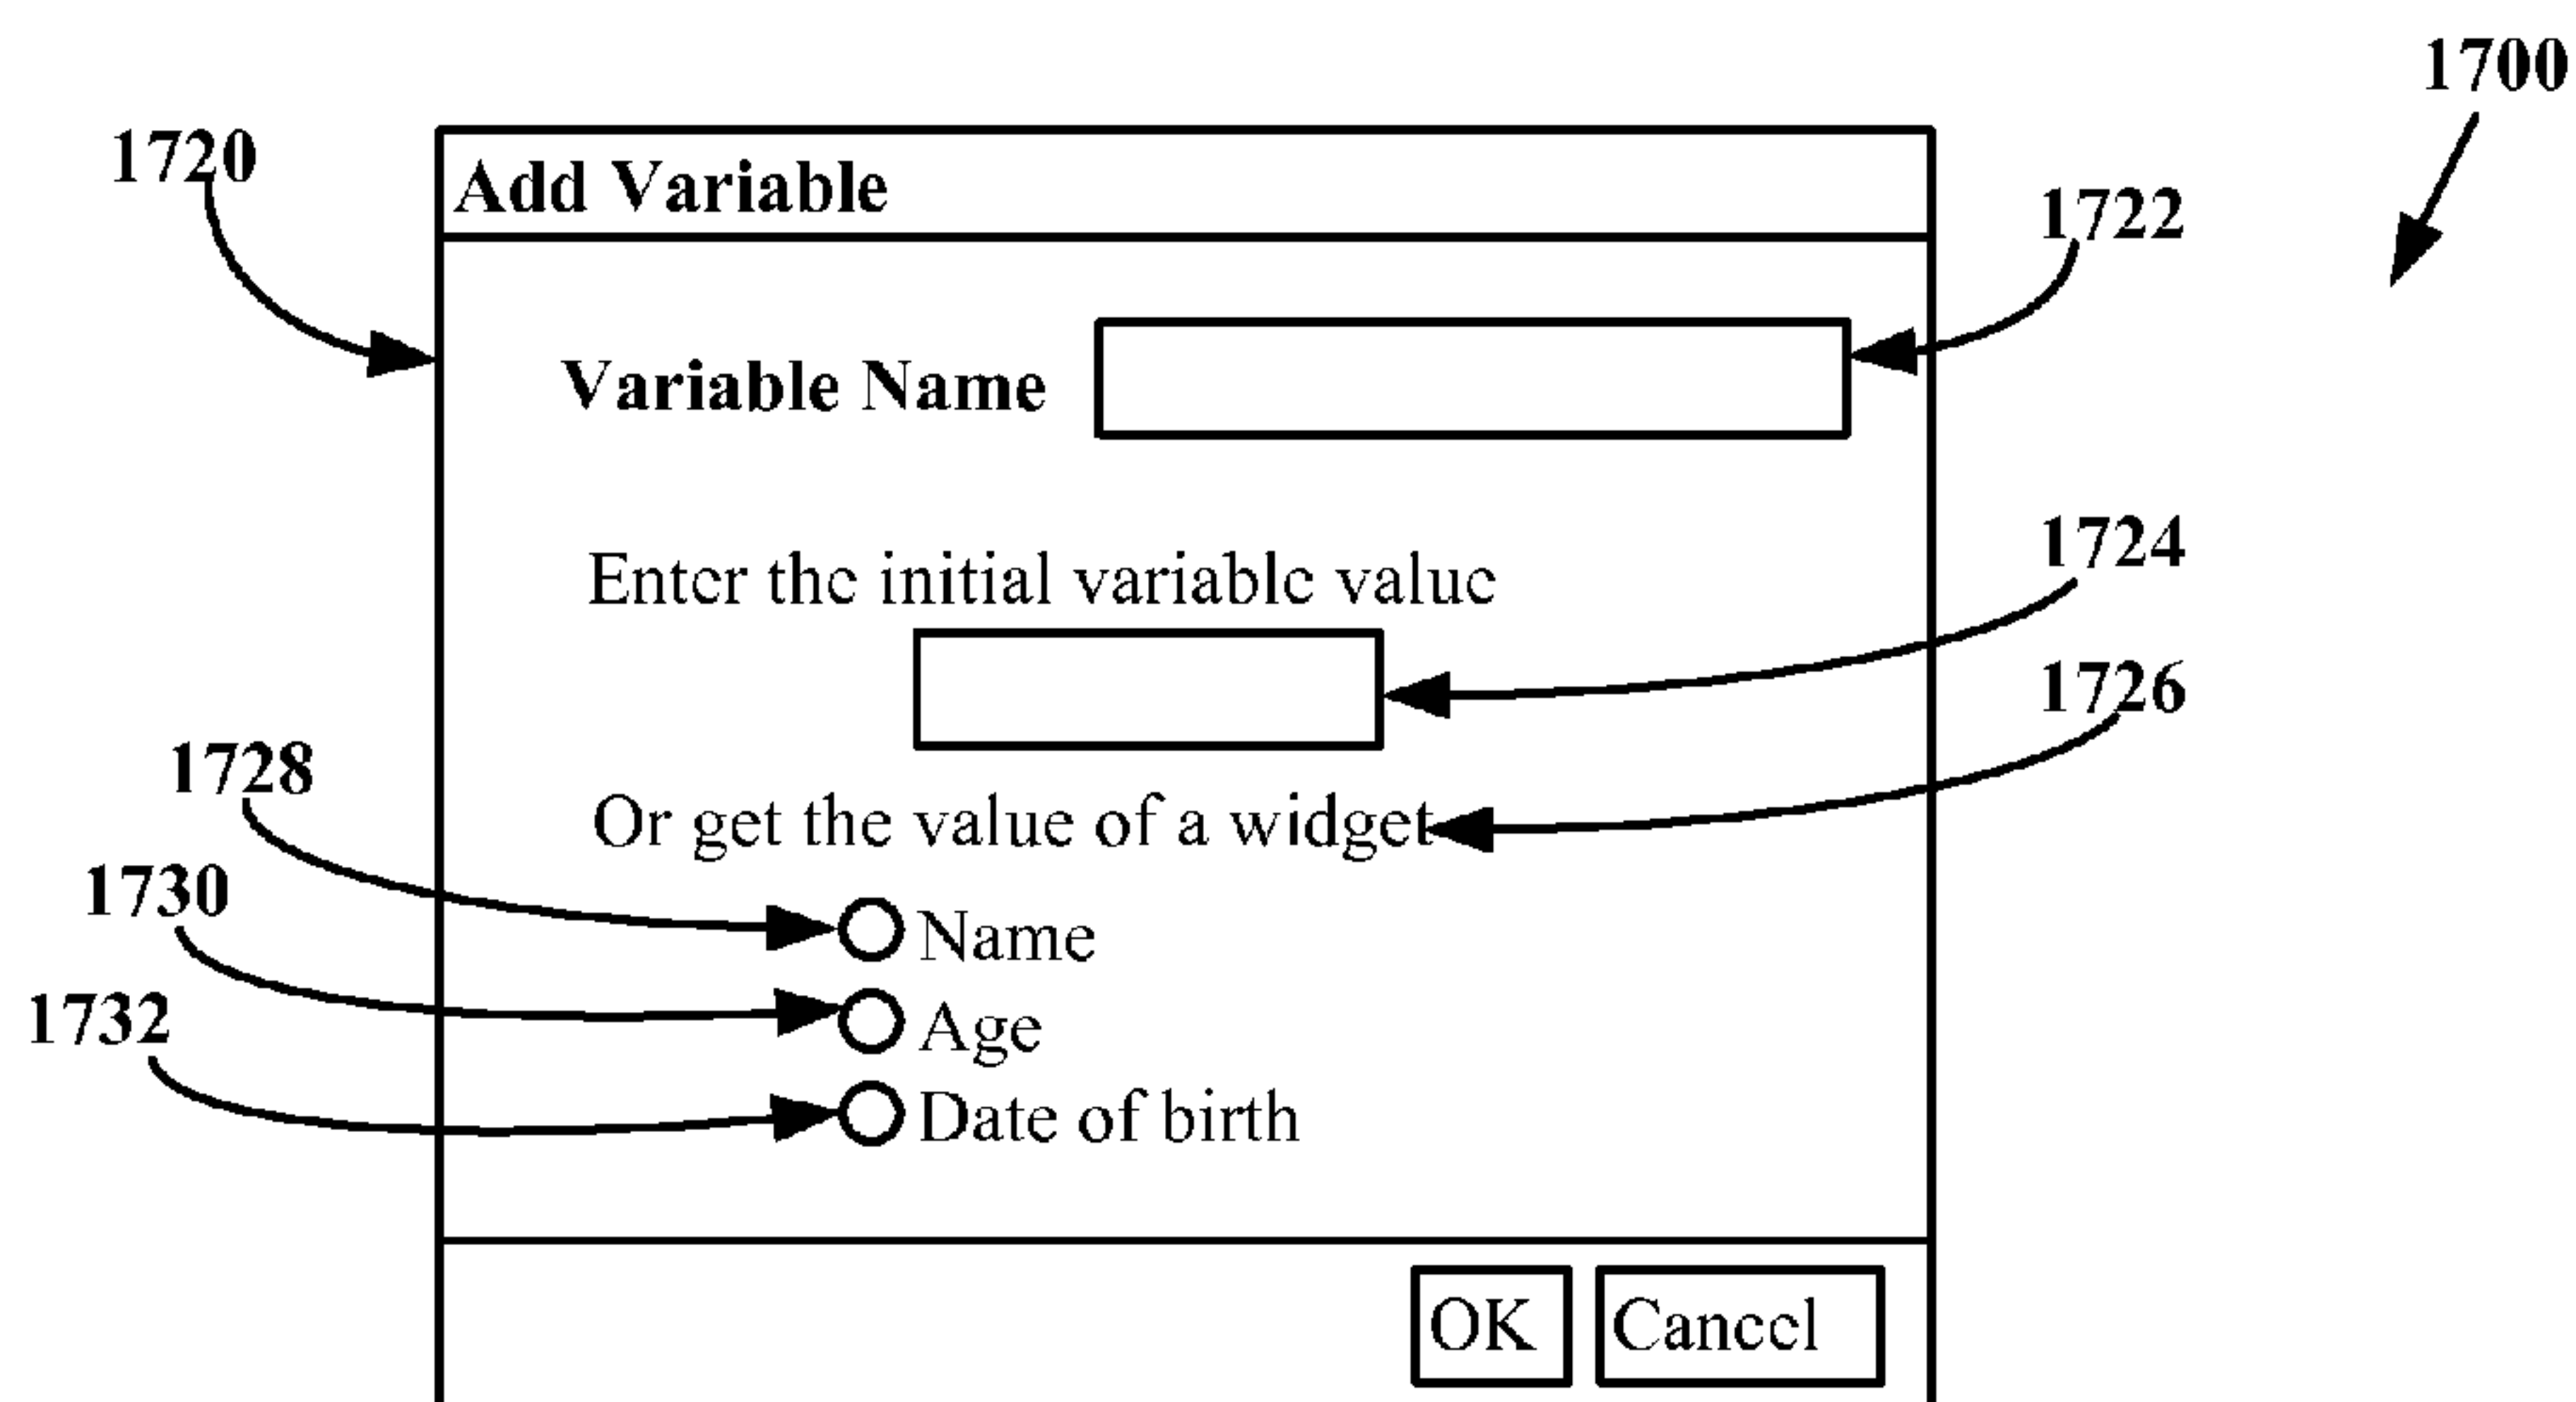 1700
1720
Add Variable
1722
Variable Name
1724
Enter the initial variable value
1726
1728
Or get the value of a widget
1730
Name
1732
Age
Date of birth
OK Cancel